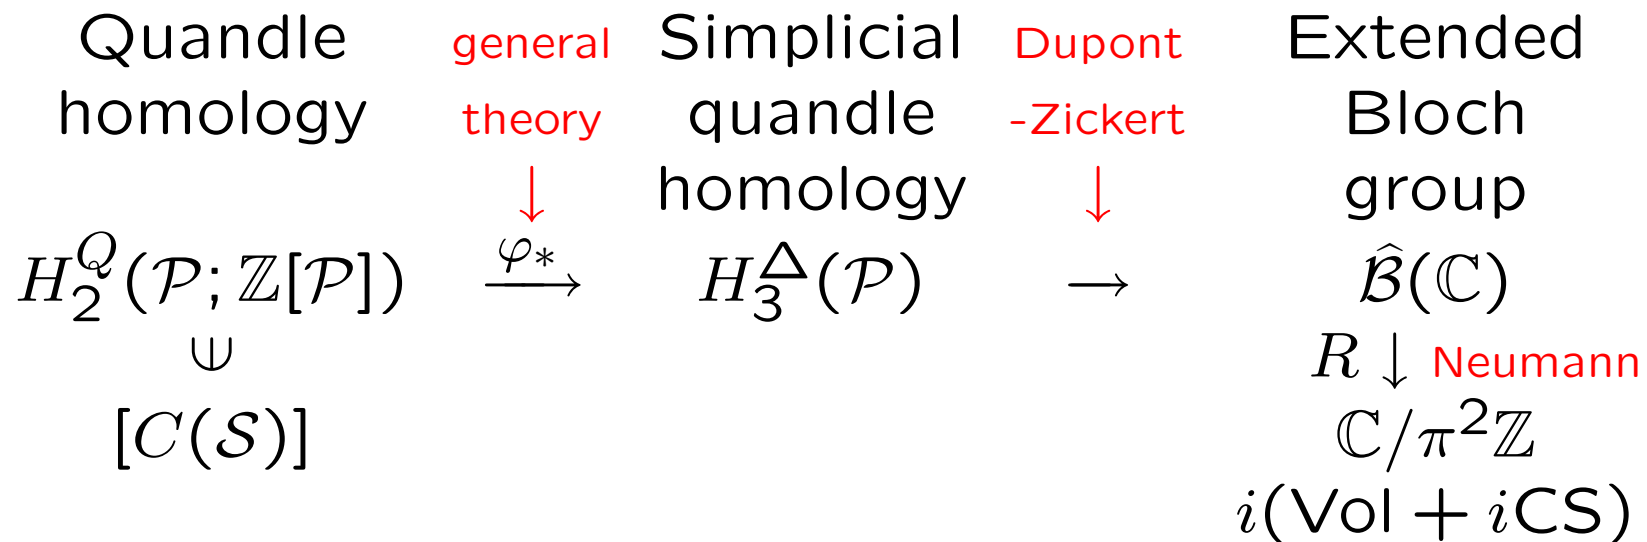 Quandle general Simplicial Dupont Extended
homology theory quandle -Zickert Bloch
↓ homology ↓ group
H_2^Q(𝒫; ℤ[𝒫]) φ_* ⟶ H_3^Δ(𝒫) → \hat{ℬ}(ℂ)
∋ R ↓ Neumann
[C(𝒮)] ℂ/π²ℤ
i(Vol + iCS)